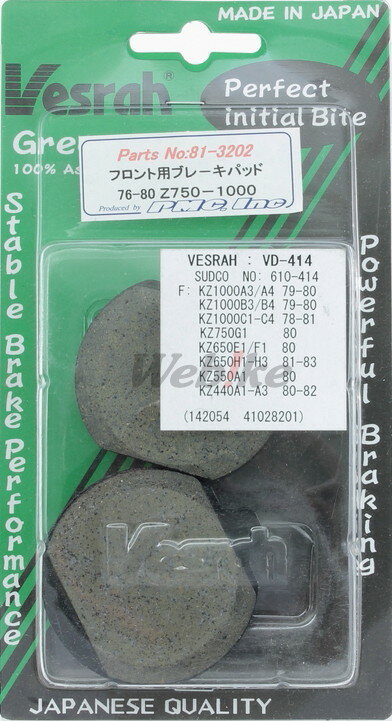 MADE IN JAPAN
Vesrah®
Perfect
initial Bite
Gre
100% As
Parts No:81-3202
フロント用ブレーキパッド
76-80 Z750-1000
Produced by PMC, Inc
VESRAH : VD-414
SUDCO NO: 610-414
F: KZ1000A3/A4 79-80
KZ1000B3/B4 79-80
KZ1000C1-C4 78-81
KZ750G1 80
KZ650E1/F1 80
KZ650H1-H3 81-83
KZ550A1 80
KZ440A1-A3 80-82
(142054 41028201)
Webike
Stable Brake Performance
Powerful Braking
Vesrah
JAPANESE QUALITY